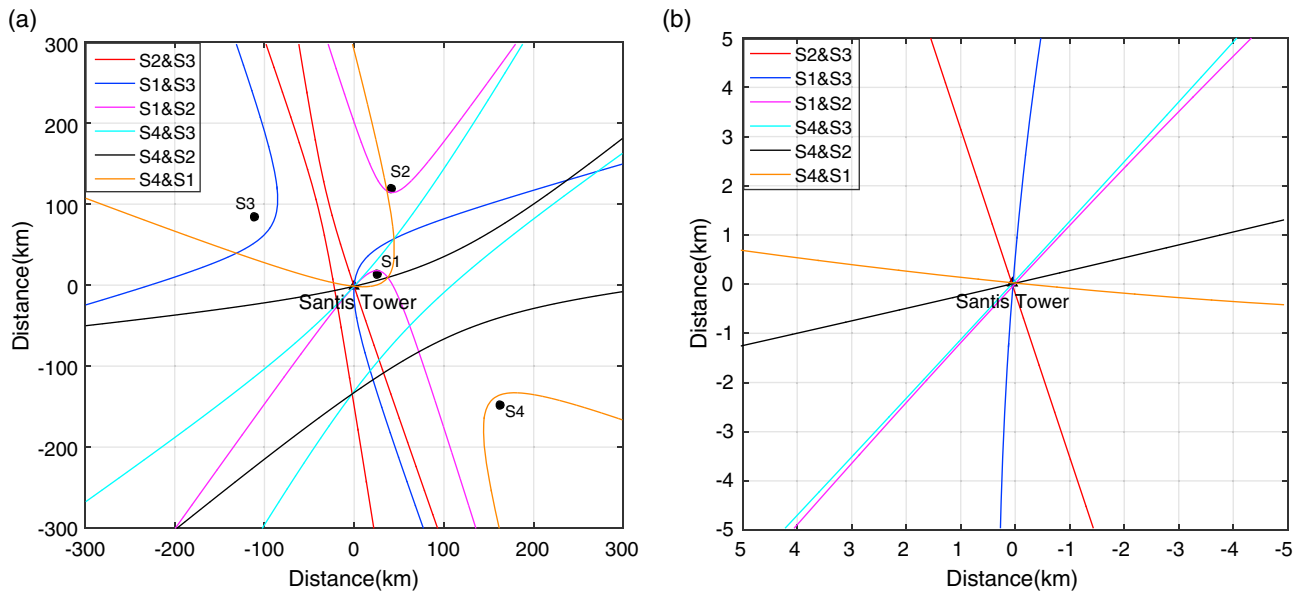 (a)
300
200
100
0
-100
-200
-300
Distance(km)
S2&S3
S1&S3
S1&S2
S4&S3
S4&S2
S4&S1
S2
S3
S1
Santis Tower
S4
-300 -200 -100 0 100 200 300
Distance(km)
(b)
5
4
3
2
1
0
-1
-2
-3
-4
-5
Distance(km)
S2&S3
S1&S3
S1&S2
S4&S3
S4&S2
S4&S1
Santis Tower
5 4 3 2 1 0 -1 -2 -3 -4 -5
Distance(km)